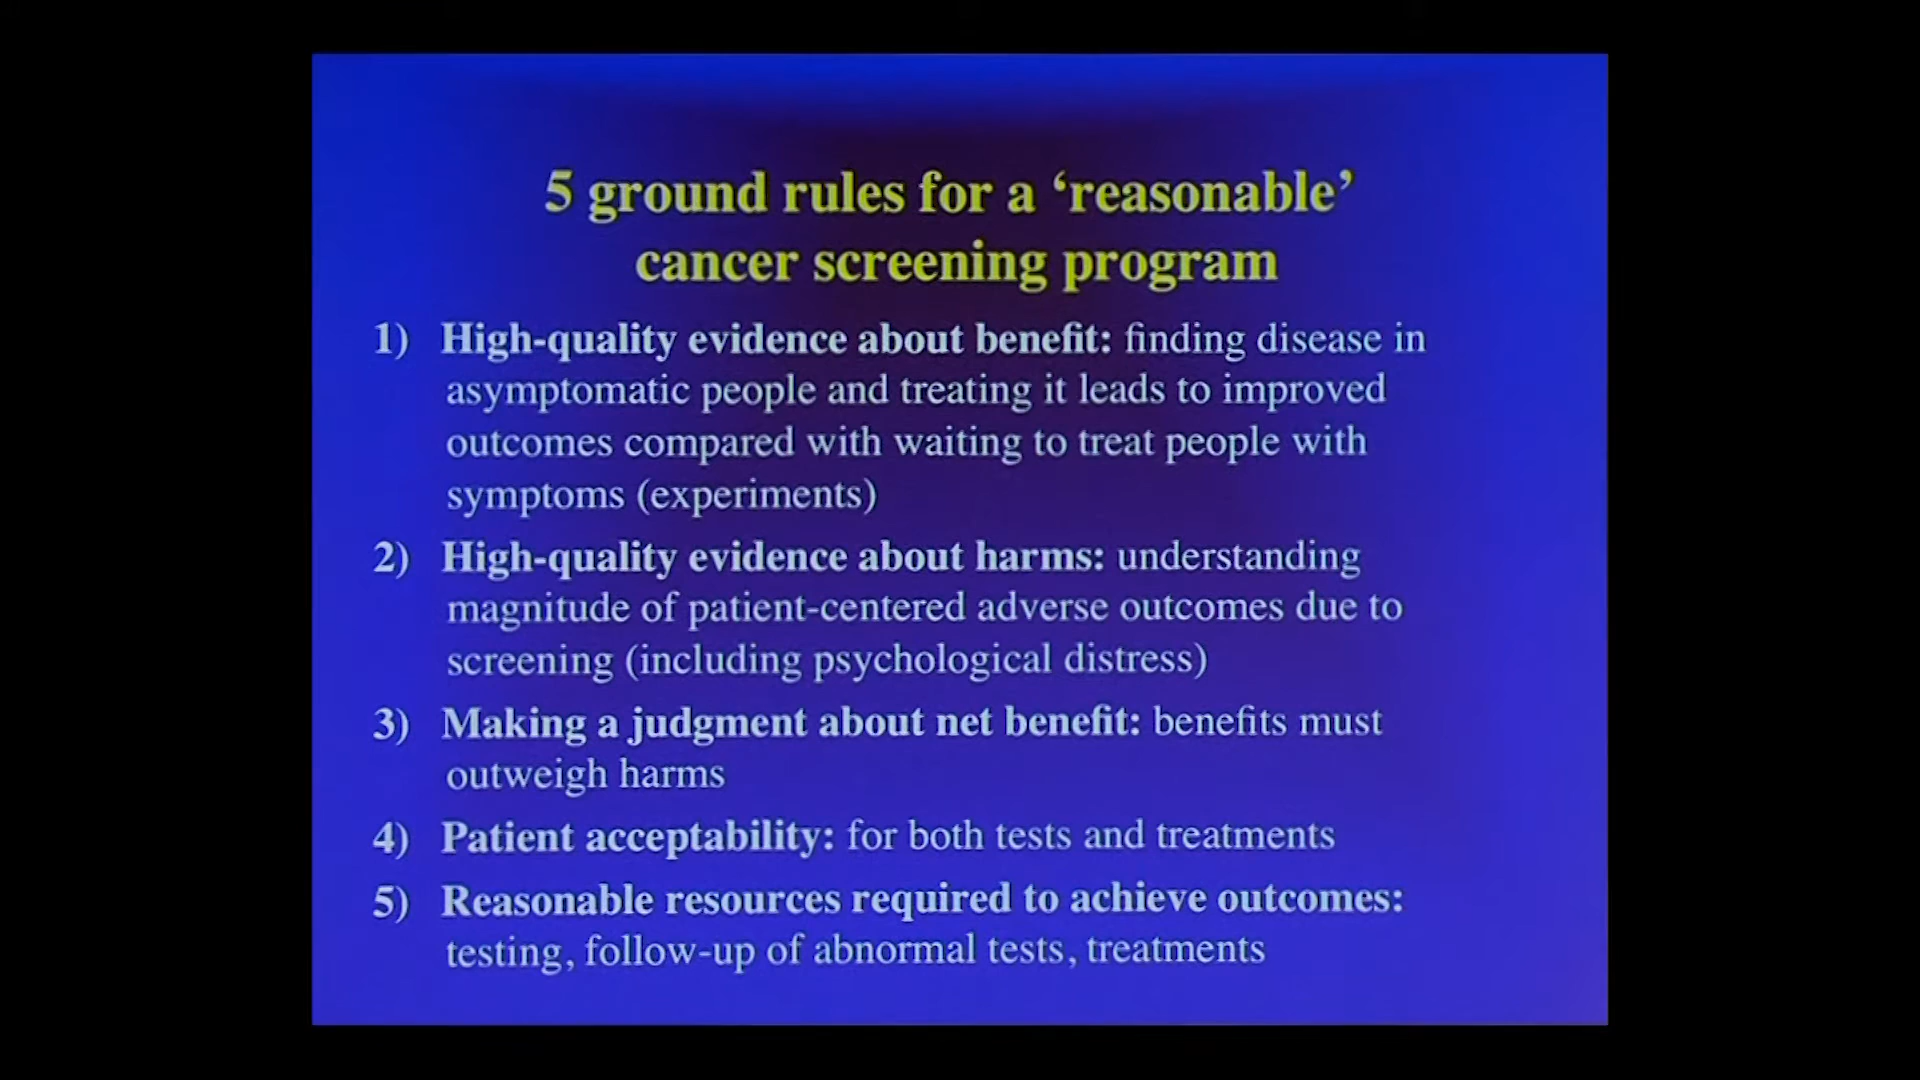 5 ground rules for a ‘reasonable’
cancer screening program
1) High-quality evidence about benefit: finding disease in
asymptomatic people and treating it leads to improved
outcomes compared with waiting to treat people with
symptoms (experiments)
2) High-quality evidence about harms: understanding
magnitude of patient-centered adverse outcomes due to
screening (including psychological distress)
3) Making a judgment about net benefit: benefits must
outweigh harms
4) Patient acceptability: for both tests and treatments
5) Reasonable resources required to achieve outcomes:
testing, follow-up of abnormal tests, treatments